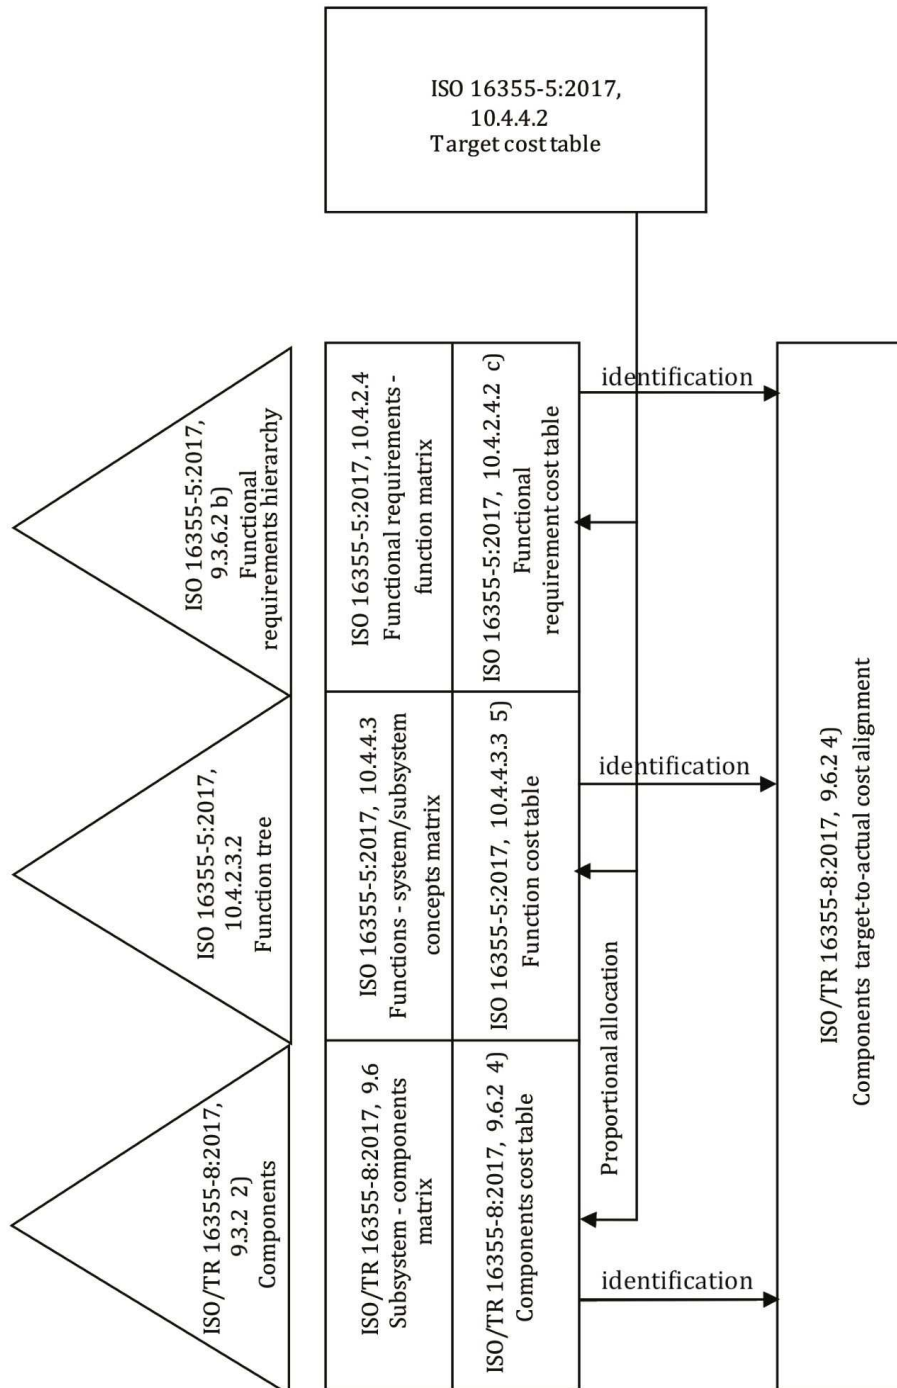 ISO 16355-5:2017,
10.4.4.2
Target cost table
ISO 16355-5:2017,
9.3.6.2 b)
Functional
requirements hierarchy
ISO 16355-5:2017, 10.4.2.4
Functional requirements -
function matrix
ISO 16355-5:2017, 10.4.2.4.2 c)
Functional
requirement cost table
identification
ISO 16355-5:2017,
10.4.2.3.2
Function tree
ISO 16355-5:2017, 10.4.4.3
Functions - system/subsystem
concepts matrix
ISO 16355-5:2017, 10.4.4.3.3 5)
Function cost table
identification
ISO/TR 16355-8:2017,
9.3.2 2)
Components
ISO/TR 16355-8:2017, 9.6
Subsystem - components
matrix
ISO/TR 16355-8:2017, 9.6.2 4)
Components cost table
Proportional allocation
identification
ISO/TR 16355-8:2017, 9.6.2 4)
Components target-to-actual cost alignment